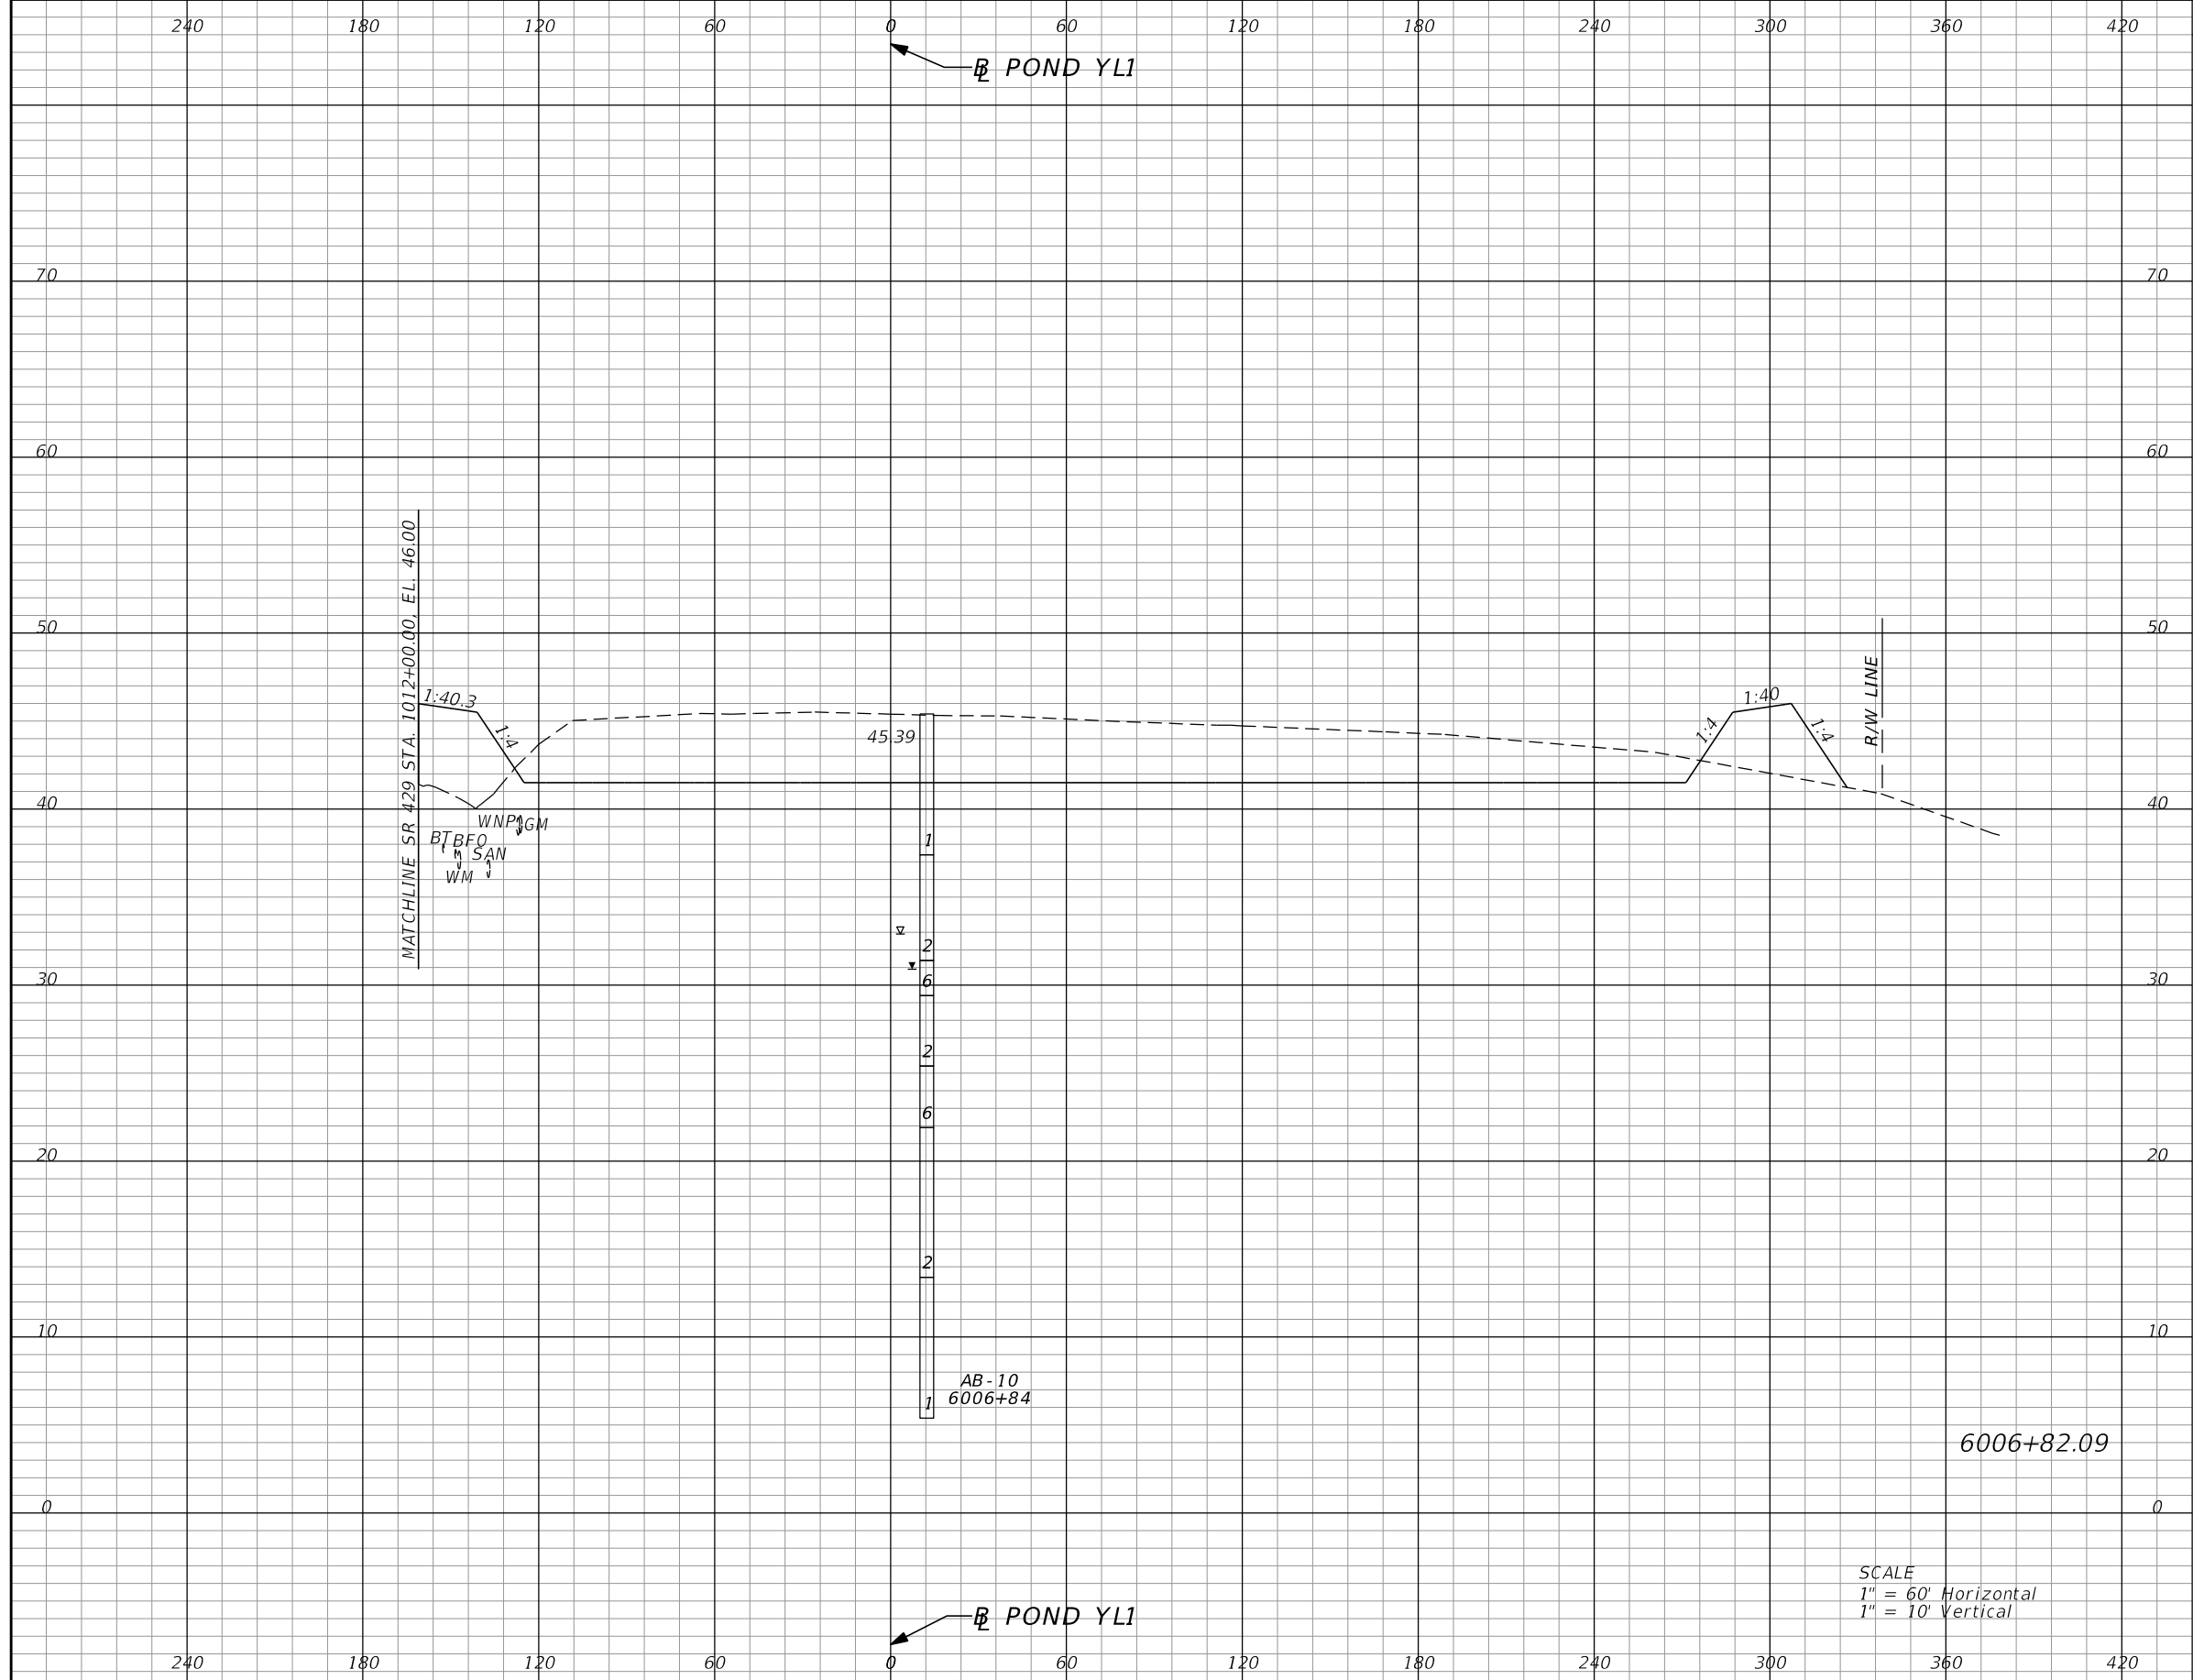 240 180 120 60 0 60 120 180 240 300 360 420
BL POND YL1
70 70
60 60
MATCHLINE SR 429 STA. 1012+00.00, EL. 46.00
50 50
R/W LINE
1:40.3
1:4
1:40
1:4
1:4
45.39
40 40
WNP GM
BT BFO
SAN
WM
1
2
30 30
6
2
6
20 20
2
10 10
AB-10
6006+84
1
6006+82.09
0 0
SCALE
1" = 60' Horizontal
1" = 10' Vertical
BL POND YL1
240 180 120 60 0 60 120 180 240 300 360 420